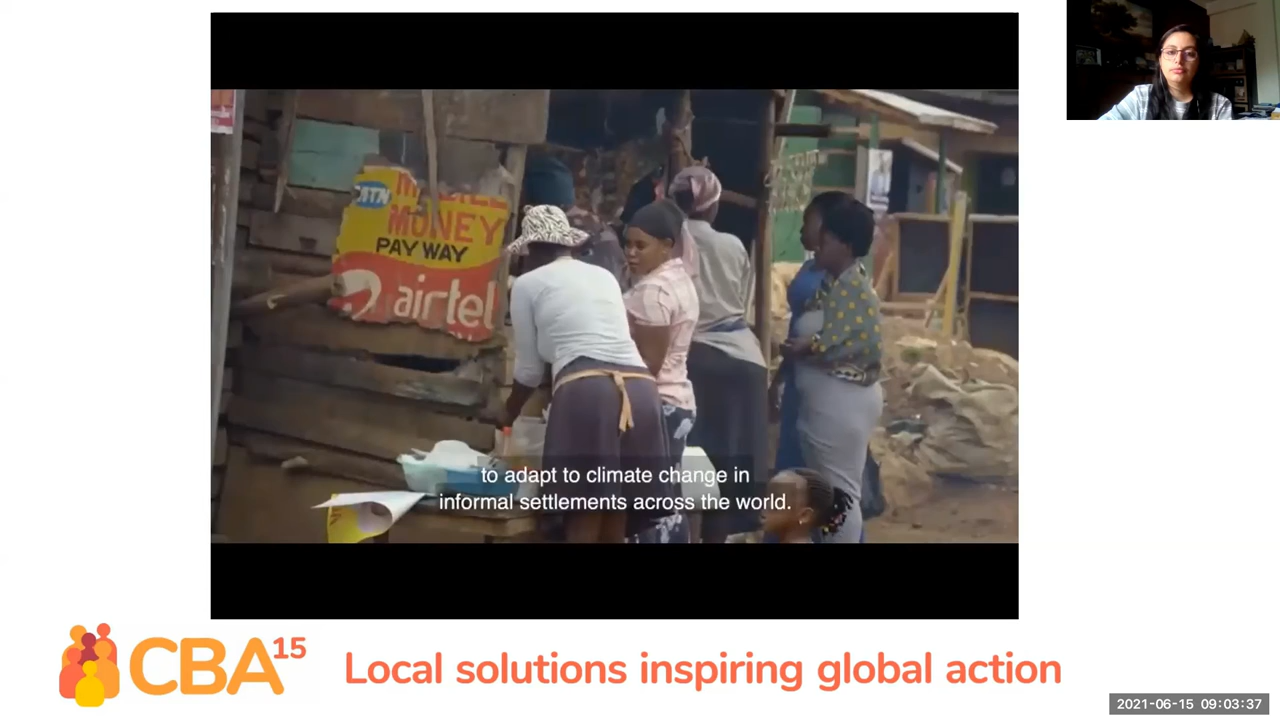 MTN
MONEY
PAY WAY
airtel
to adapt to climate change in
informal settlements across the world.
CBA15
Local solutions inspiring global action
2021-06-15 09:03:37